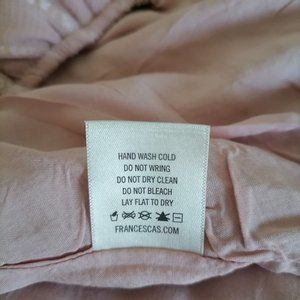 HAND WASH COLD
DO NOT WRING
DO NOT DRY CLEAN
DO NOT BLEACH
LAY FLAT TO DRY
FRANCESCAS.COM